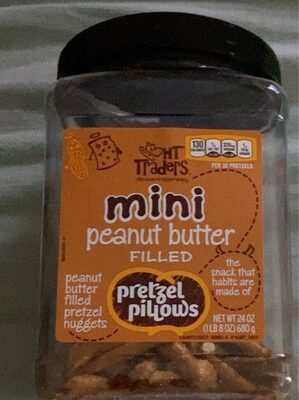 HT
Traders
130
PER 26 PRETZELS
mini
peanut butter
FILLED
peanut
butter
filled
pretzel
nuggets
pretzel
pillows
the
snack that
habits are
made of
NET WT 24 OZ
(1 LB 8 OZ) 680 g